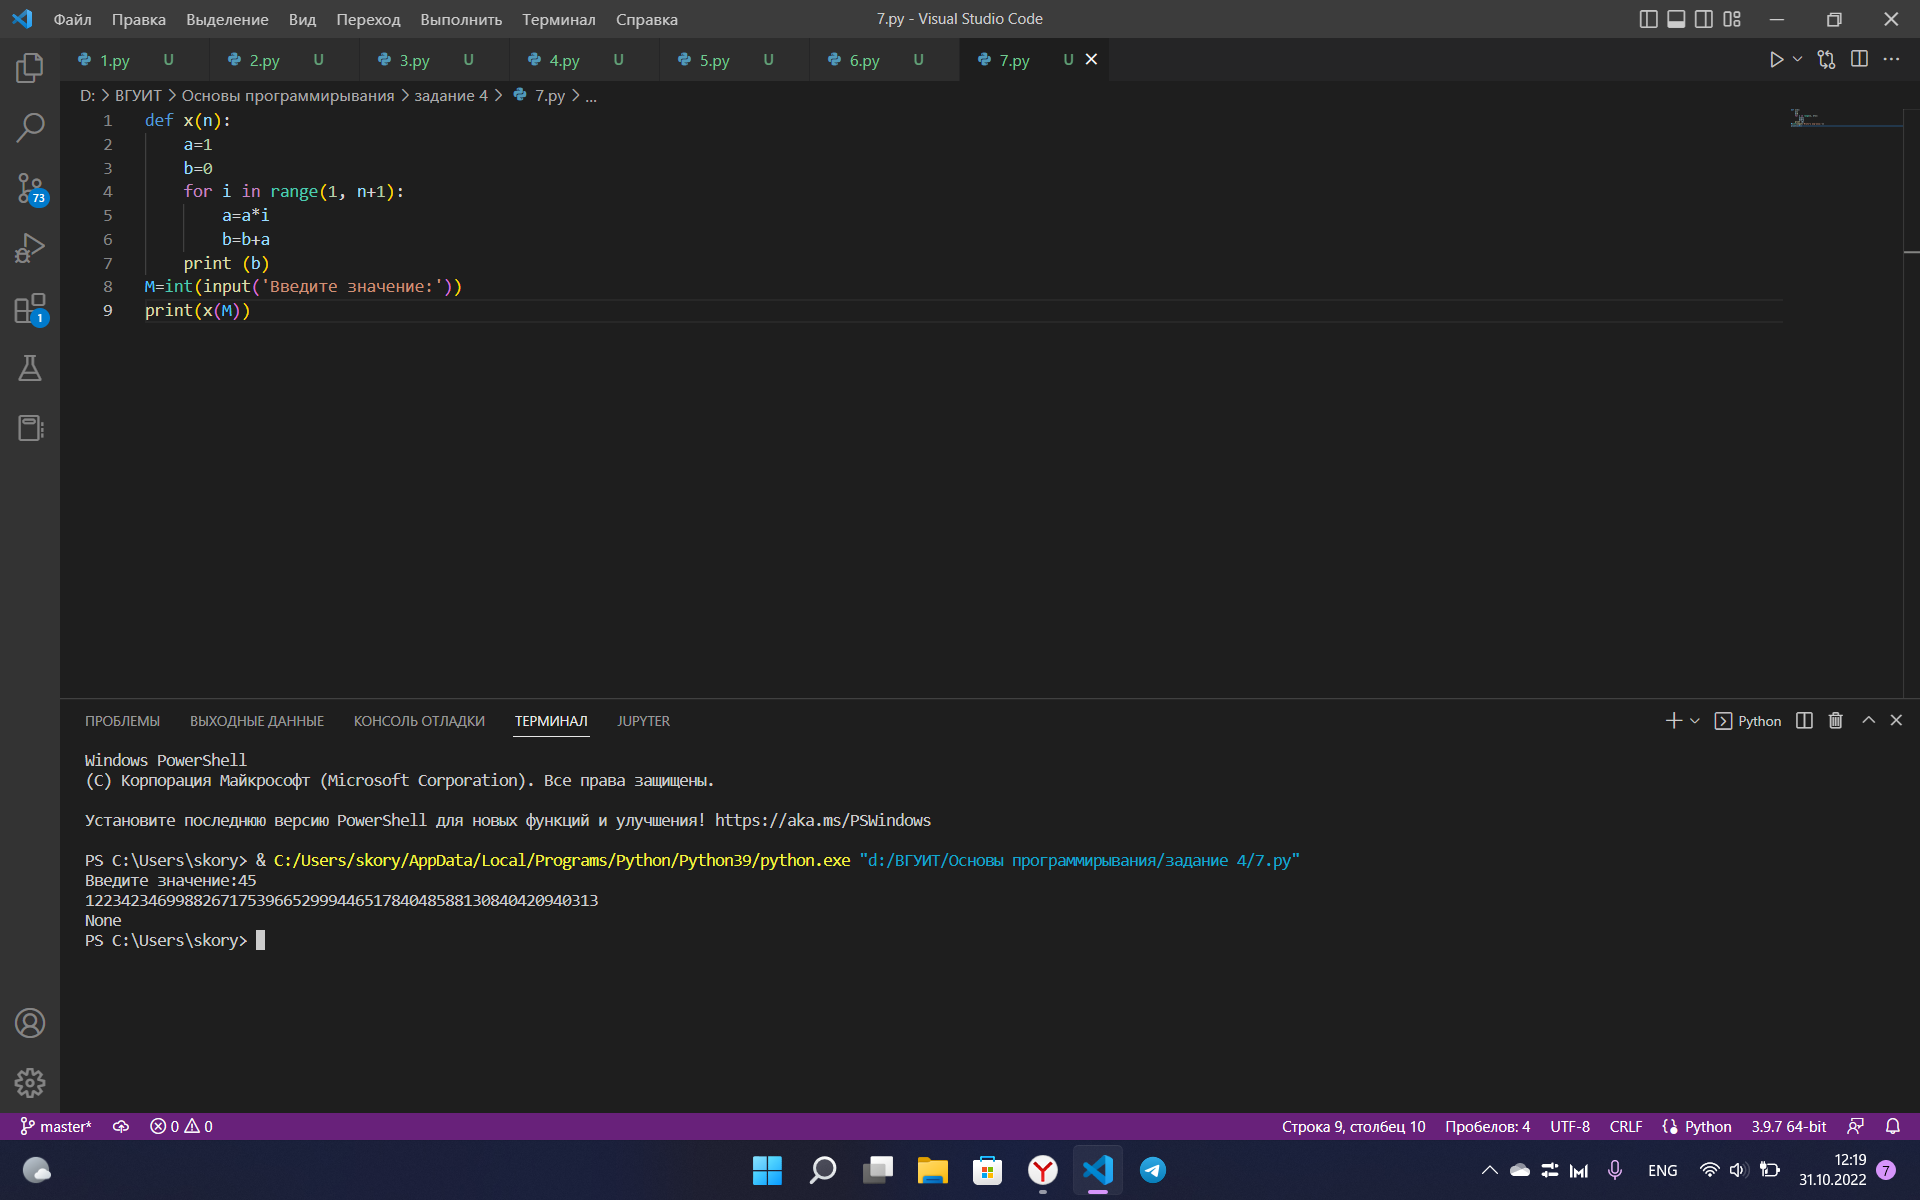 Файл Правка Выделение Вид Переход Выполнить Терминал Справка 7.py - Visual Studio Code
1.py U 2.py U 3.py U 4.py U 5.py U 6.py U 7.py U
D: > ВГУИТ > Основы программирывания > задание 4 > 7.py > ...
1 def x(n):
2 a=1
3 b=0
4 for i in range(1, n+1):
5 a=a*i
6 b=b+a
7 print (b)
8 M=int(input('Введите значение:'))
9 print(x(M))
73
1
ПРОБЛЕМЫ ВЫХОДНЫЕ ДАННЫЕ КОНСОЛЬ ОТЛАДКИ ТЕРМИНАЛ JUPYTER Python
Windows PowerShell
(C) Корпорация Майкрософт (Microsoft Corporation). Все права защищены.
Установите последнюю версию PowerShell для новых функций и улучшения! https://aka.ms/PSWindows
PS C:\Users\skory> & C:/Users/skory/AppData/Local/Programs/Python/Python39/python.exe "d:/ВГУИТ/Основы программирывания/задание 4/7.py"
Введите значение:45
122342346998826717539665299944651784048588130840420940313
None
PS C:\Users\skory>
master* 0 0 Строка 9, столбец 10 Пробелов: 4 UTF-8 CRLF Python 3.9.7 64-bit
ENG 12:19 7
31.10.2022